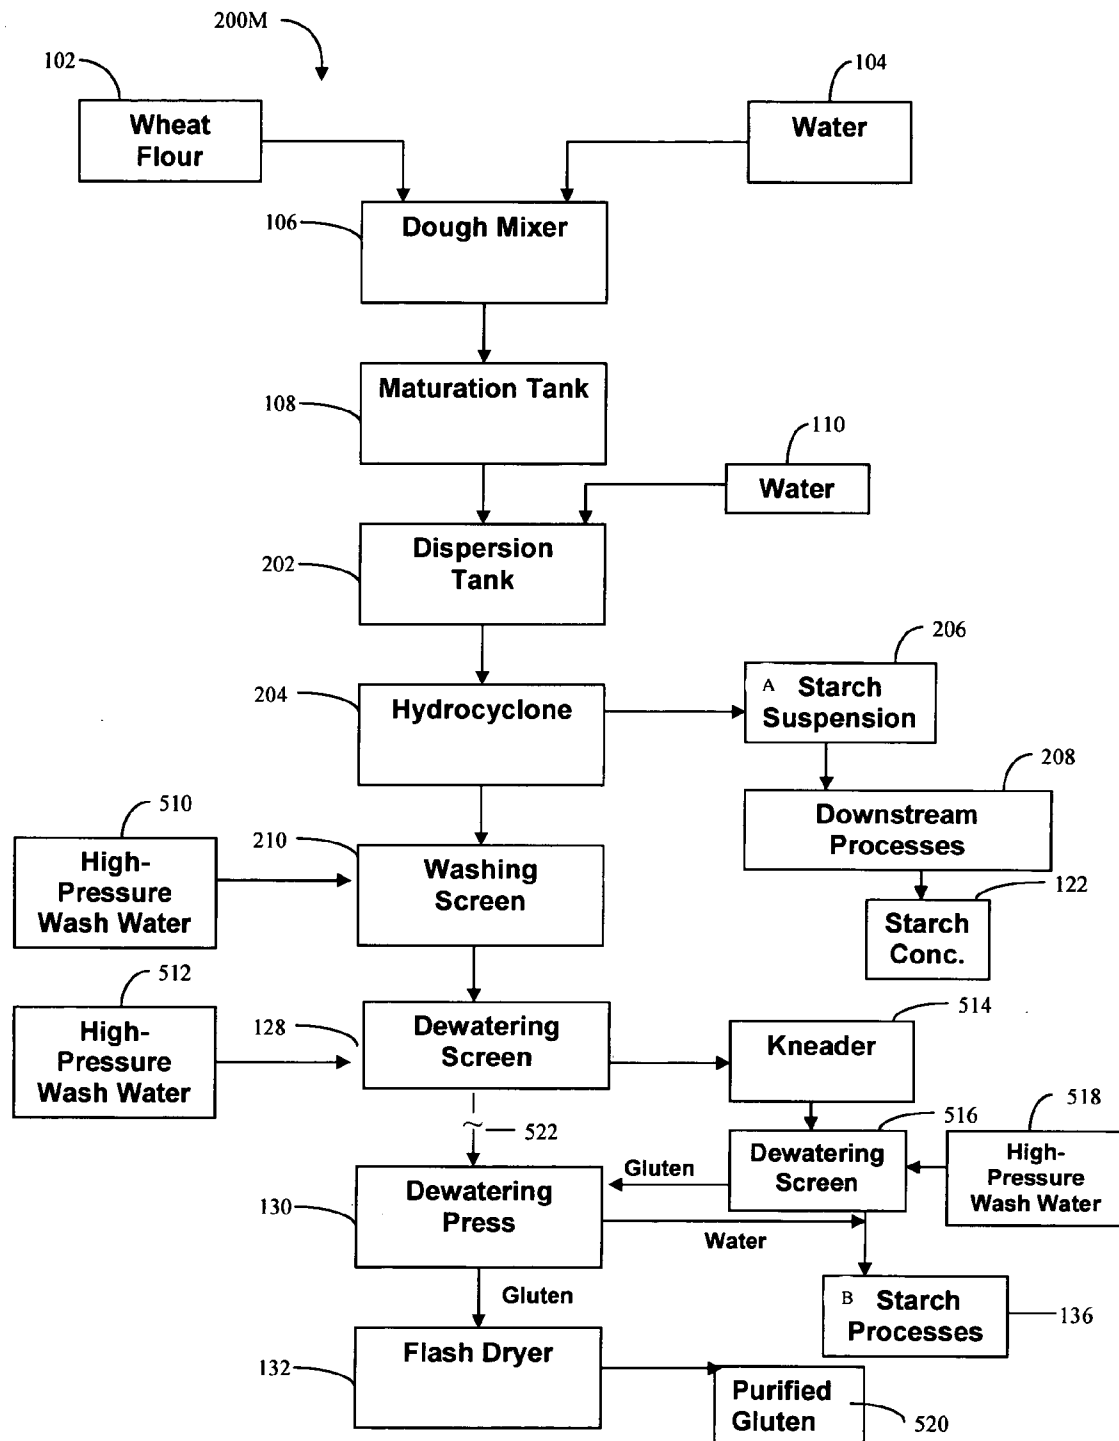 200M
102
104
Wheat
Flour
Water
106
Dough Mixer
Maturation Tank
108
110
Water
Dispersion
Tank
202
206
A Starch
Suspension
204
Hydrocyclone
208
Downstream
Processes
510
High-
Pressure
Wash Water
210
Washing
Screen
122
Starch
Conc.
512
High-
Pressure
Wash Water
128
Dewatering
Screen
514
Kneader
522
516
518
Dewatering
Screen
High-
Pressure
Wash Water
Gluten
130
Dewatering
Press
Water
Gluten
B Starch
Processes
136
132
Flash Dryer
Purified
Gluten
520